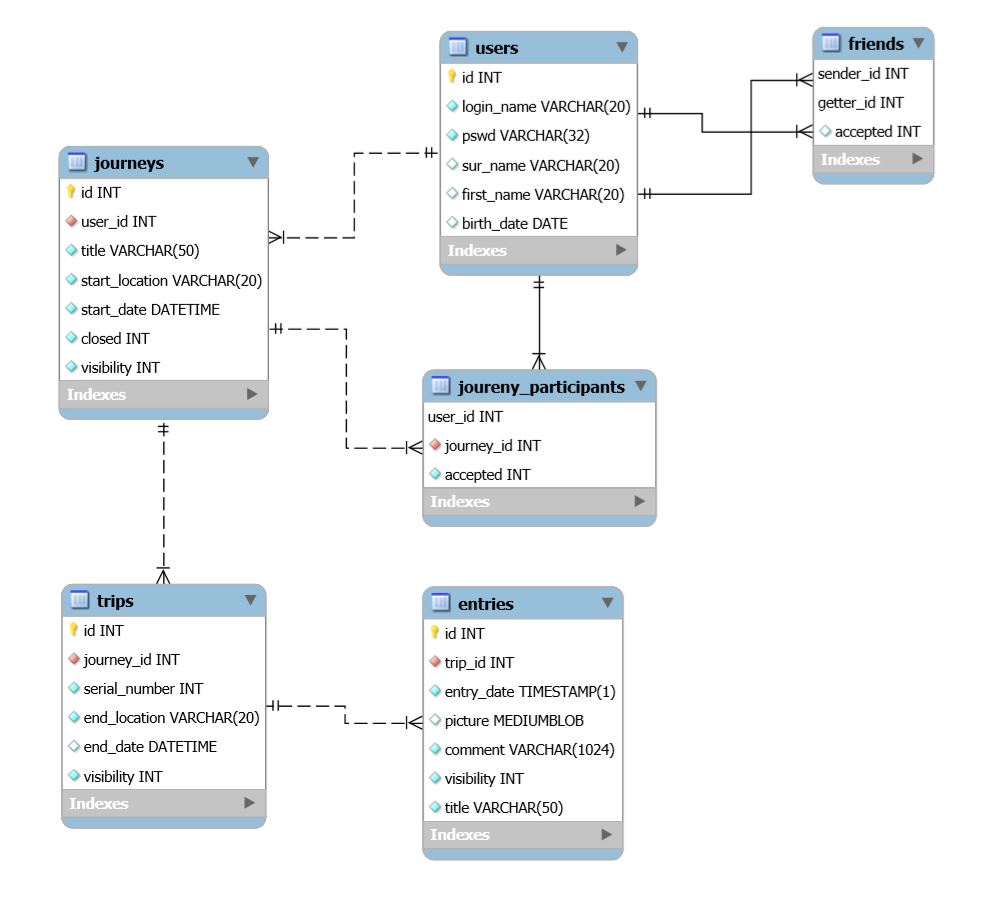 users
id INT
login_name VARCHAR(20)
pswd VARCHAR(32)
sur_name VARCHAR(20)
first_name VARCHAR(20)
birth_date DATE
Indexes
friends
sender_id INT
getter_id INT
accepted INT
Indexes
journeys
id INT
user_id INT
title VARCHAR(50)
start_location VARCHAR(20)
start_date DATETIME
closed INT
visibility INT
Indexes
joureny_participants
user_id INT
journey_id INT
accepted INT
Indexes
trips
id INT
journey_id INT
serial_number INT
end_location VARCHAR(20)
end_date DATETIME
visibility INT
Indexes
entries
id INT
trip_id INT
entry_date TIMESTAMP(1)
picture MEDIUMBLOB
comment VARCHAR(1024)
visibility INT
title VARCHAR(50)
Indexes